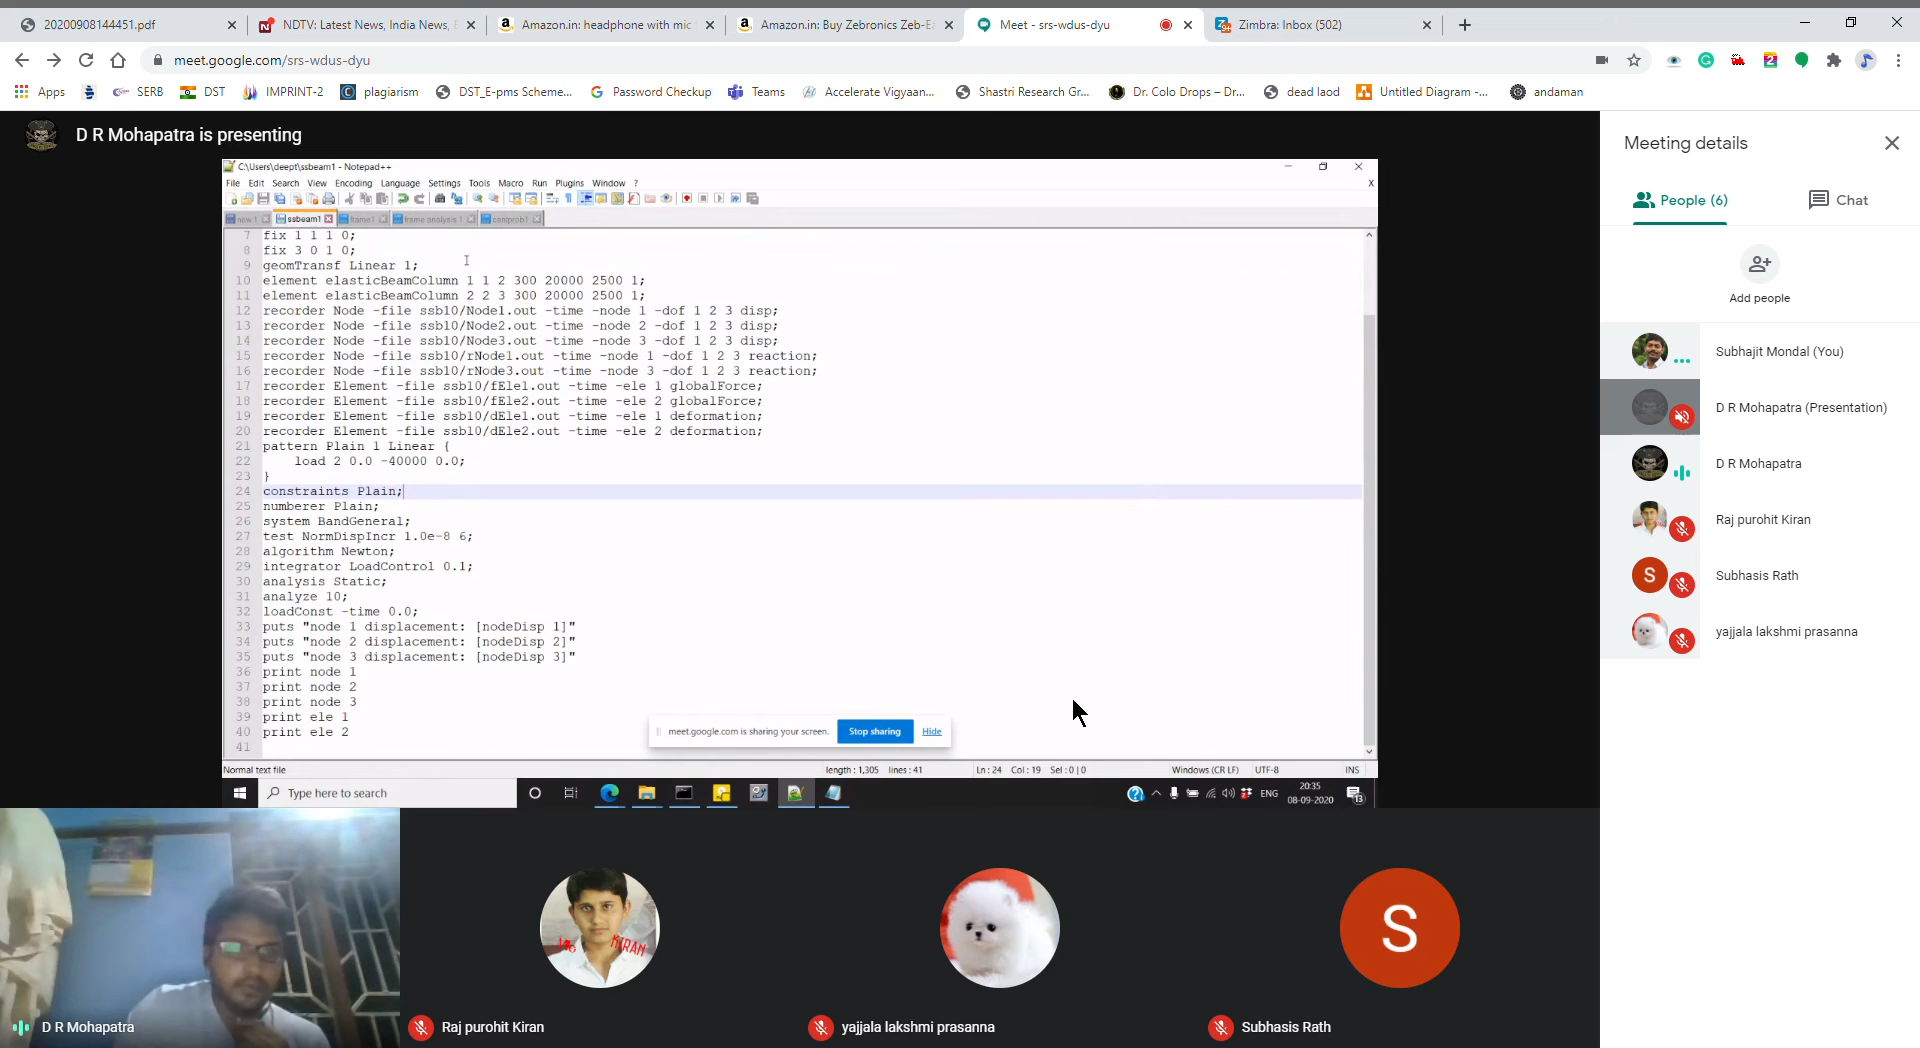 20200908144451.pdf
NDTV: Latest News, India News,
Amazon.in: headphone with mic
Amazon.in: Buy Zebronics Zeb-Ea
Meet - srs-wdus-dyu
Zimbra: Inbox (502)
meet.google.com/srs-wdus-dyu
Apps
SERB
DST
IMPRINT-2
plagiarism
DST_E-pms Scheme...
Password Checkup
Teams
Accelerate Vigyaan...
Shastri Research Gr...
Dr. Colo Drops – Dr...
dead laod
Untitled Diagram -...
andaman
D R Mohapatra is presenting
C:\Users\deept\ssbeam1 - Notepad++
File Edit Search View Encoding Language Settings Tools Macro Run Plugins Window ? X
new 1 ssbeam1 frame1 frame analysis 1 cantprob1
7 fix 1 1 1 0;
8 fix 3 0 1 0;
9 geomTransf Linear 1;
10 element elasticBeamColumn 1 1 2 300 20000 2500 1;
11 element elasticBeamColumn 2 2 3 300 20000 2500 1;
12 recorder Node -file ssb10/Node1.out -time -node 1 -dof 1 2 3 disp;
13 recorder Node -file ssb10/Node2.out -time -node 2 -dof 1 2 3 disp;
14 recorder Node -file ssb10/Node3.out -time -node 3 -dof 1 2 3 disp;
15 recorder Node -file ssb10/rNode1.out -time -node 1 -dof 1 2 3 reaction;
16 recorder Node -file ssb10/rNode3.out -time -node 3 -dof 1 2 3 reaction;
17 recorder Element -file ssb10/fEle1.out -time -ele 1 globalForce;
18 recorder Element -file ssb10/fEle2.out -time -ele 2 globalForce;
19 recorder Element -file ssb10/dEle1.out -time -ele 1 deformation;
20 recorder Element -file ssb10/dEle2.out -time -ele 2 deformation;
21 pattern Plain 1 Linear {
22 load 2 0.0 -40000 0.0;
23 }
24 constraints Plain;
25 numberer Plain;
26 system BandGeneral;
27 test NormDispIncr 1.0e-8 6;
28 algorithm Newton;
29 integrator LoadControl 0.1;
30 analysis Static;
31 analyze 10;
32 loadConst -time 0.0;
33 puts "node 1 displacement: [nodeDisp 1]"
34 puts "node 2 displacement: [nodeDisp 2]"
35 puts "node 3 displacement: [nodeDisp 3]"
36 print node 1
37 print node 2
38 print node 3
39 print ele 1
40 print ele 2
41
meet.google.com is sharing your screen. Stop sharing Hide
Normal text file length : 1,305 lines : 41 Ln : 24 Col : 19 Sel : 0 | 0 Windows (CR LF) UTF-8 INS
Type here to search
ENG
20:35
08-09-2020
13
Meeting details
People (6)
Chat
Add people
Subhajit Mondal (You)
D R Mohapatra (Presentation)
D R Mohapatra
Raj purohit Kiran
S
Subhasis Rath
yajjala lakshmi prasanna
KIRAN
S
D R Mohapatra
Raj purohit Kiran
yajjala lakshmi prasanna
Subhasis Rath